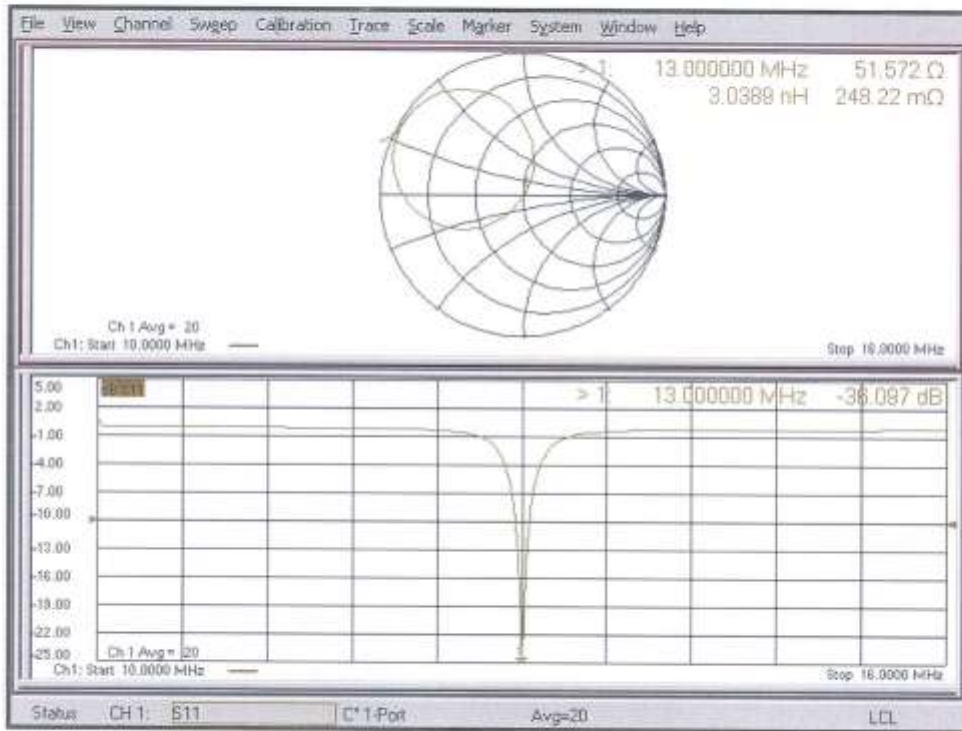 File View Channel Sweep Calibration Trace Scale Marker System Window Help
> 1: 13.000000 MHz 51.572 Ω
3.0389 nH 248.22 mΩ
Ch 1 Avg = 20
Ch1: Start 10.0000 MHz
Stop 16.0000 MHz
5.00
2.00
-1.00
-4.00
-7.00
-10.00
-13.00
-16.00
-19.00
-22.00
-25.00
> 1: 13.000000 MHz -36.097 dB
Ch 1 Avg = 20
Ch1: Start 10.0000 MHz
Stop 16.0000 MHz
Status CH 1: S11 C* 1-Port Avg=20 LCL